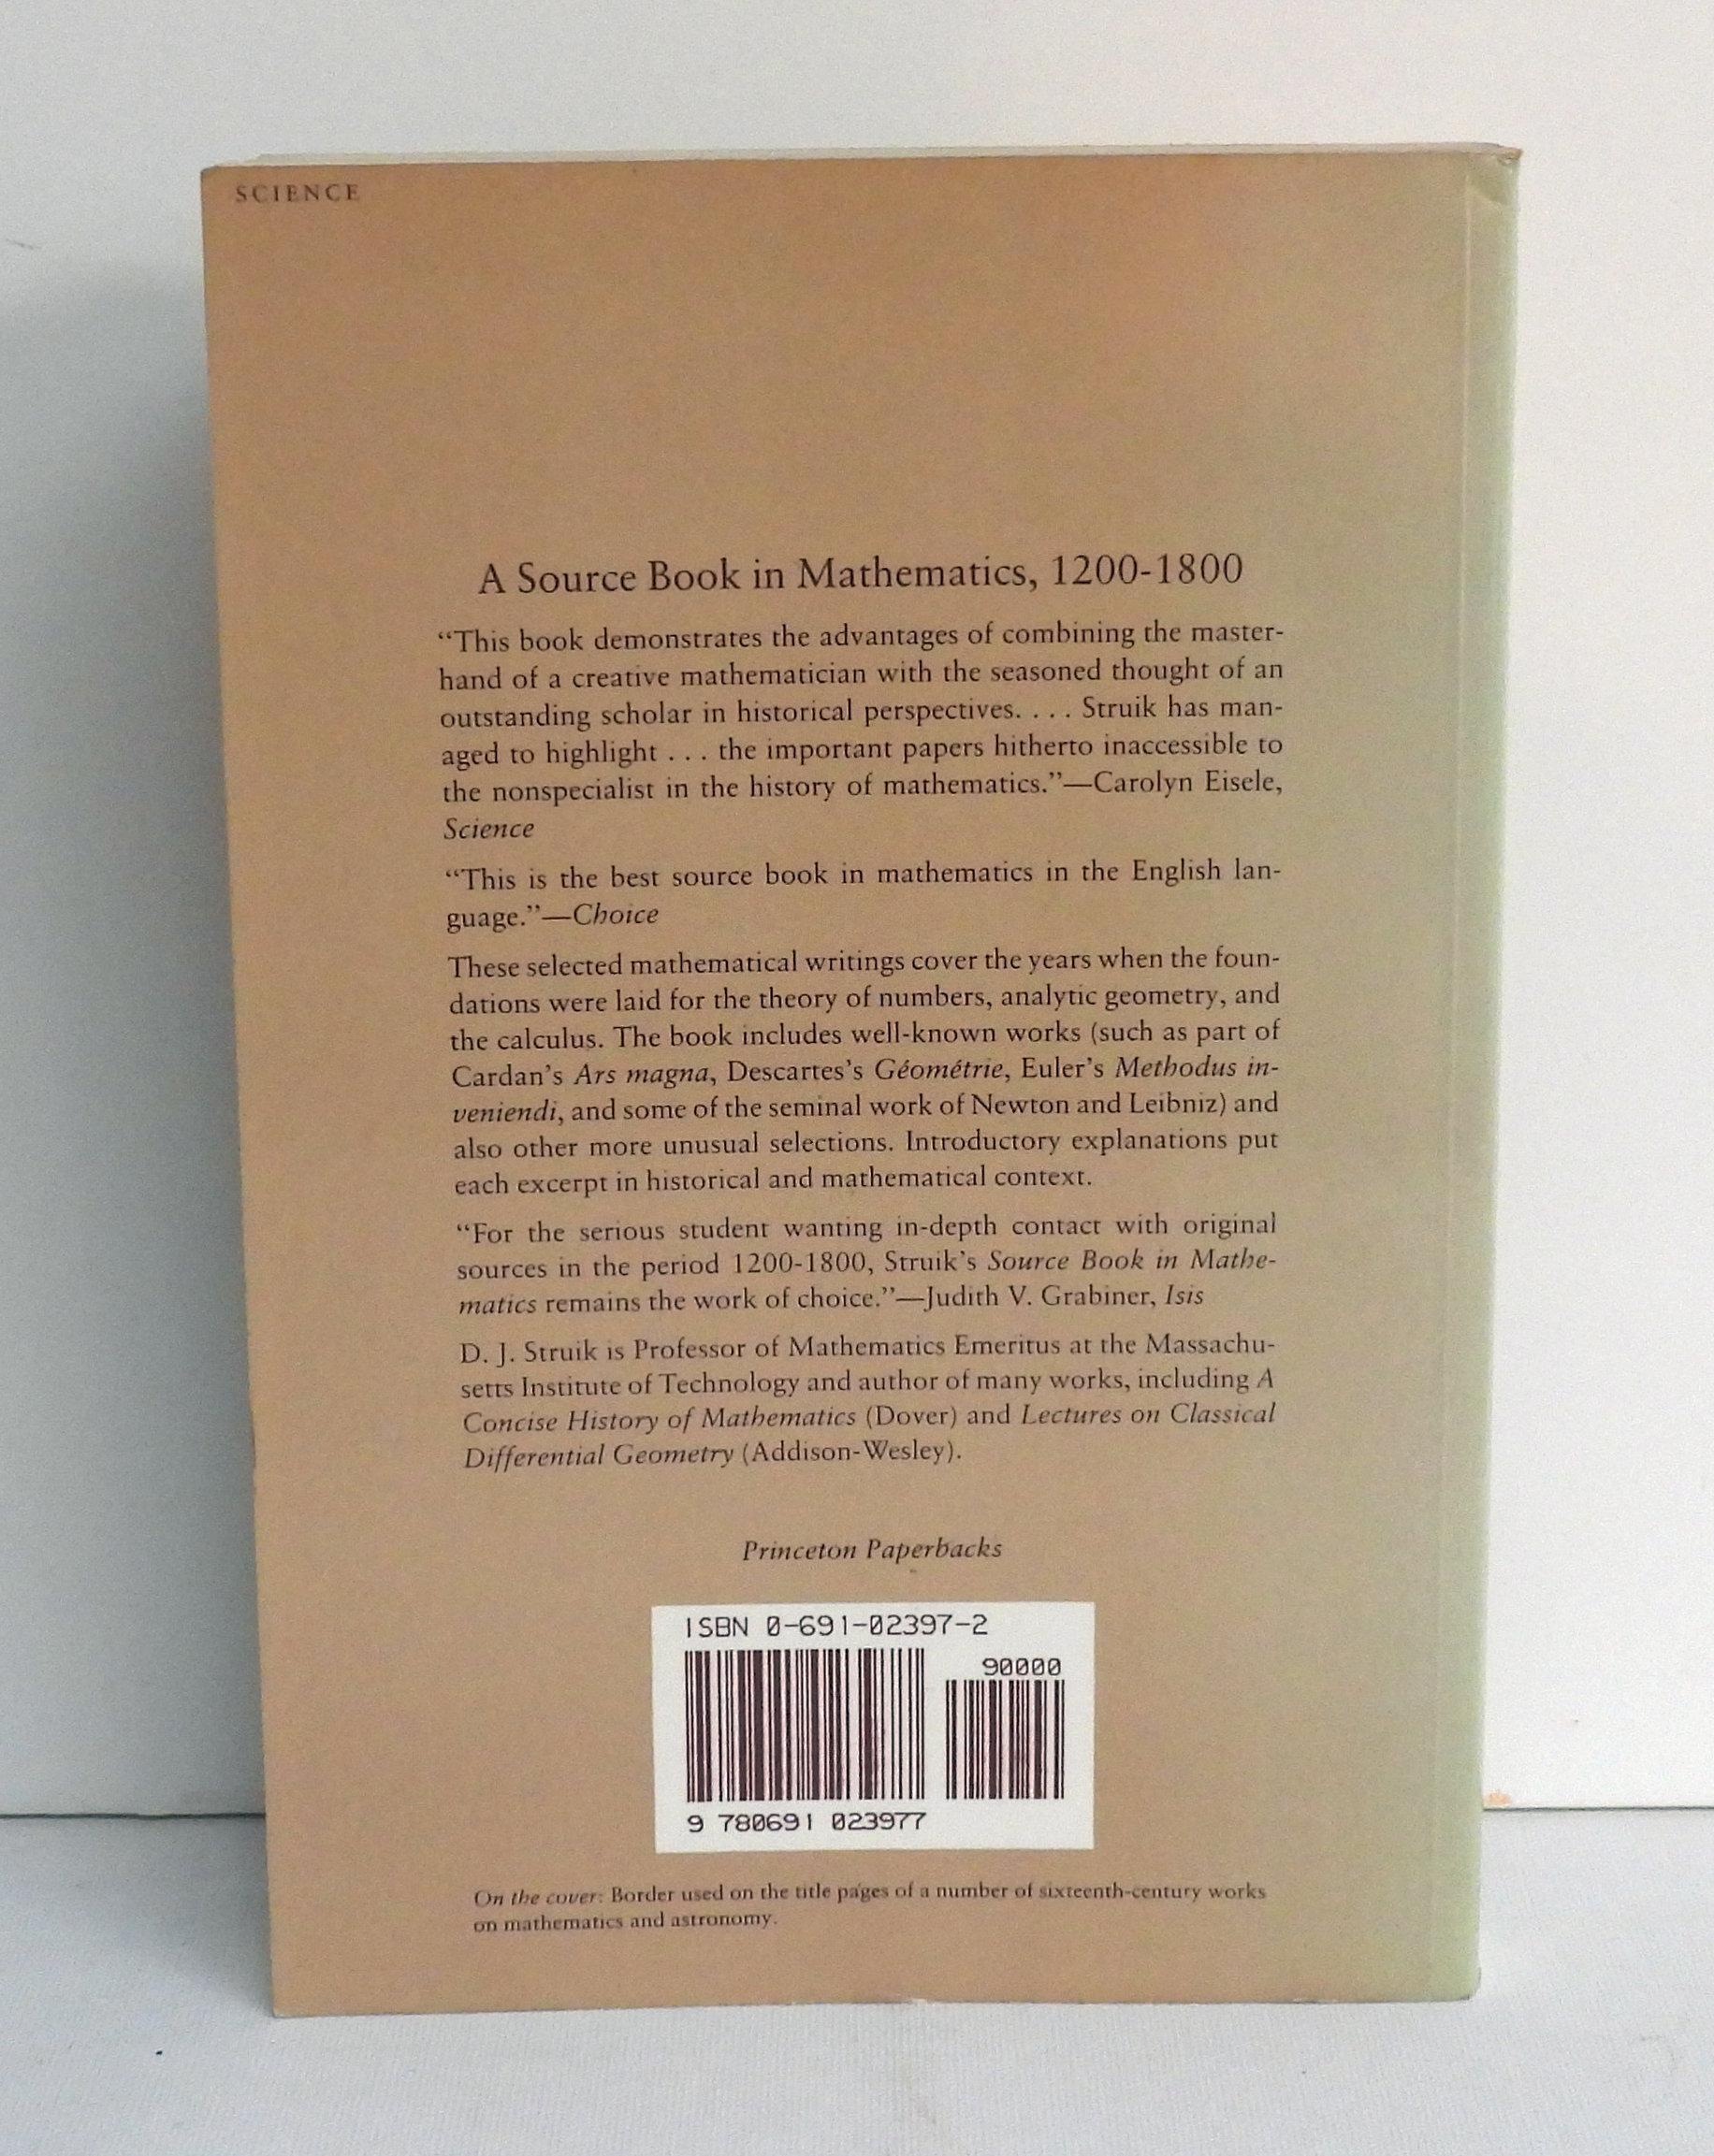 SCIENCE
A Source Book in Mathematics, 1200-1800
“This book demonstrates the advantages of combining the master-
hand of a creative mathematician with the seasoned thought of an
outstanding scholar in historical perspectives. . . . Struik has man-
aged to highlight . . . the important papers hitherto inaccessible to
the nonspecialist in the history of mathematics.”—Carolyn Eisele,
Science
“This is the best source book in mathematics in the English lan-
guage.”—Choice
These selected mathematical writings cover the years when the foun-
dations were laid for the theory of numbers, analytic geometry, and
the calculus. The book includes well-known works (such as part of
Cardan’s Ars magna, Descartes’s Géométrie, Euler’s Methodus in-
veniendi, and some of the seminal work of Newton and Leibniz) and
also other more unusual selections. Introductory explanations put
each excerpt in historical and mathematical context.
“For the serious student wanting in-depth contact with original
sources in the period 1200-1800, Struik’s Source Book in Mathe-
matics remains the work of choice.”—Judith V. Grabiner, Isis
D. J. Struik is Professor of Mathematics Emeritus at the Massachu-
setts Institute of Technology and author of many works, including A
Concise History of Mathematics (Dover) and Lectures on Classical
Differential Geometry (Addison-Wesley).
Princeton Paperbacks
ISBN 0-691-02397-2
90000
9 780691 023977
On the cover: Border used on the title pages of a number of sixteenth-century works
on mathematics and astronomy.